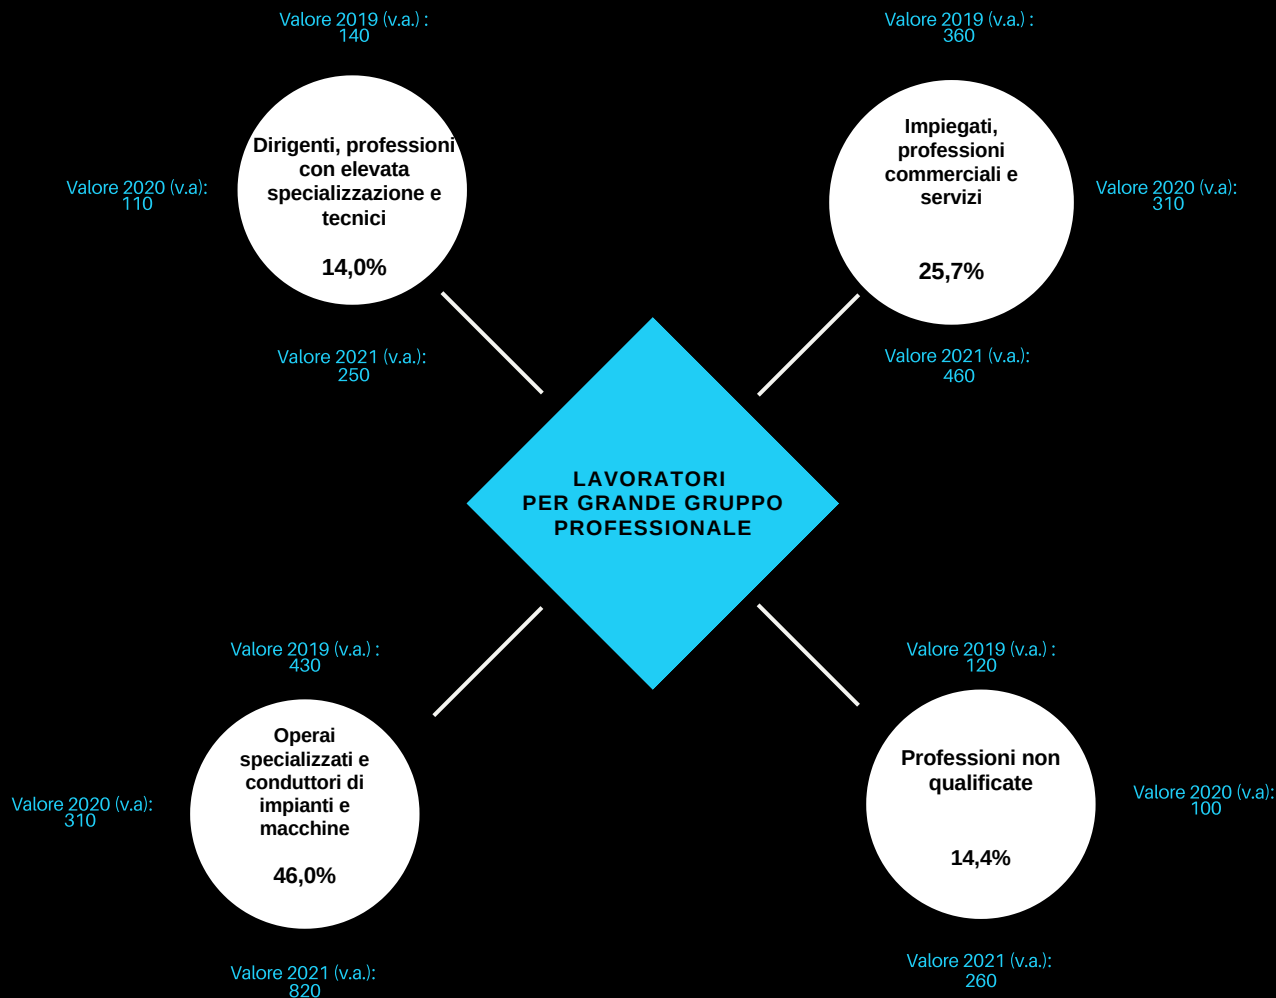 Valore 2019 (v.a.) :
140
Dirigenti, professioni
con elevata
specializzazione e
tecnici
14,0%
Valore 2020 (v.a):
110
Valore 2021 (v.a.):
250
Valore 2019 (v.a.) :
360
Impiegati,
professioni
commerciali e
servizi
25,7%
Valore 2020 (v.a):
310
Valore 2021 (v.a.):
460
LAVORATORI
PER GRANDE GRUPPO
PROFESSIONALE
Valore 2019 (v.a.) :
430
Operai
specializzati e
conduttori di
impianti e
macchine
46,0%
Valore 2020 (v.a):
310
Valore 2021 (v.a.):
820
Valore 2019 (v.a.) :
120
Professioni non
qualificate
14,4%
Valore 2020 (v.a):
100
Valore 2021 (v.a.):
260